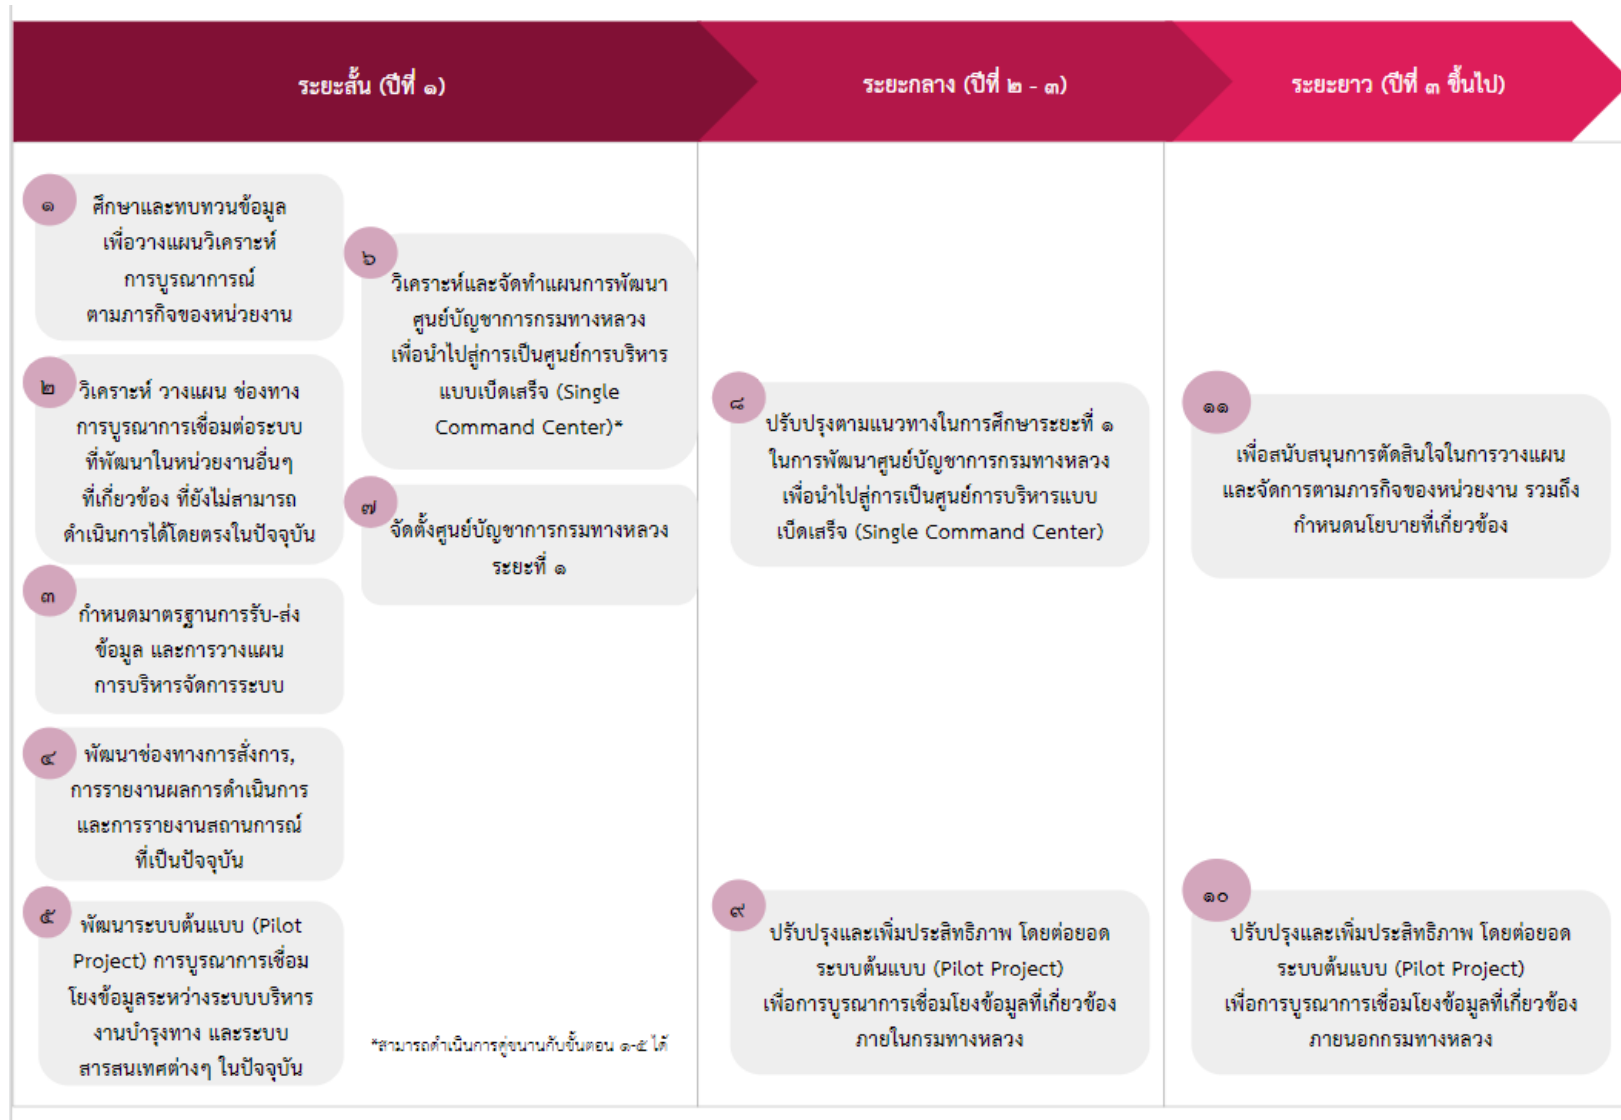 ระยะสั้น (ปีที่ ๑)
ระยะกลาง (ปีที่ ๒ - ๓)
ระยะยาว (ปีที่ ๓ ขึ้นไป)
๑
ศึกษาและทบทวนข้อมูล
เพื่อวางแผนวิเคราะห์
การบูรณาการณ์
ตามภารกิจของหน่วยงาน
๒
วิเคราะห์ วางแผน ช่องทาง
การบูรณาการเชื่อมต่อระบบ
ที่พัฒนาในหน่วยงานอื่นๆ
ที่เกี่ยวข้อง ที่ยังไม่สามารถ
ดำเนินการได้โดยตรงในปัจจุบัน
๓
กำหนดมาตรฐานการรับ-ส่ง
ข้อมูล และการวางแผน
การบริหารจัดการระบบ
๔
พัฒนาช่องทางการสั่งการ,
การรายงานผลการดำเนินการ
และการรายงานสถานการณ์
ที่เป็นปัจจุบัน
๕
พัฒนาระบบต้นแบบ (Pilot
Project) การบูรณาการเชื่อม
โยงข้อมูลระหว่างระบบบริหาร
งานบำรุงทาง และระบบ
สารสนเทศต่างๆ ในปัจจุบัน
๖
วิเคราะห์และจัดทำแผนการพัฒนา
ศูนย์บัญชาการกรมทางหลวง
เพื่อนำไปสู่การเป็นศูนย์การบริหาร
แบบเบ็ดเสร็จ (Single
Command Center)*
๗
จัดตั้งศูนย์บัญชาการกรมทางหลวง
ระยะที่ ๑
*สามารถดำเนินการคู่ขนานกับขั้นตอน ๑-๕ ได้
๘
ปรับปรุงตามแนวทางในการศึกษาระยะที่ ๑
ในการพัฒนาศูนย์บัญชาการกรมทางหลวง
เพื่อนำไปสู่การเป็นศูนย์การบริหารแบบ
เบ็ดเสร็จ (Single Command Center)
๙
ปรับปรุงและเพิ่มประสิทธิภาพ โดยต่อยอด
ระบบต้นแบบ (Pilot Project)
เพื่อการบูรณาการเชื่อมโยงข้อมูลที่เกี่ยวข้อง
ภายในกรมทางหลวง
๑๑
เพื่อสนับสนุนการตัดสินใจในการวางแผน
และจัดการตามภารกิจของหน่วยงาน รวมถึง
กำหนดนโยบายที่เกี่ยวข้อง
๑๐
ปรับปรุงและเพิ่มประสิทธิภาพ โดยต่อยอด
ระบบต้นแบบ (Pilot Project)
เพื่อการบูรณาการเชื่อมโยงข้อมูลที่เกี่ยวข้อง
ภายนอกกรมทางหลวง